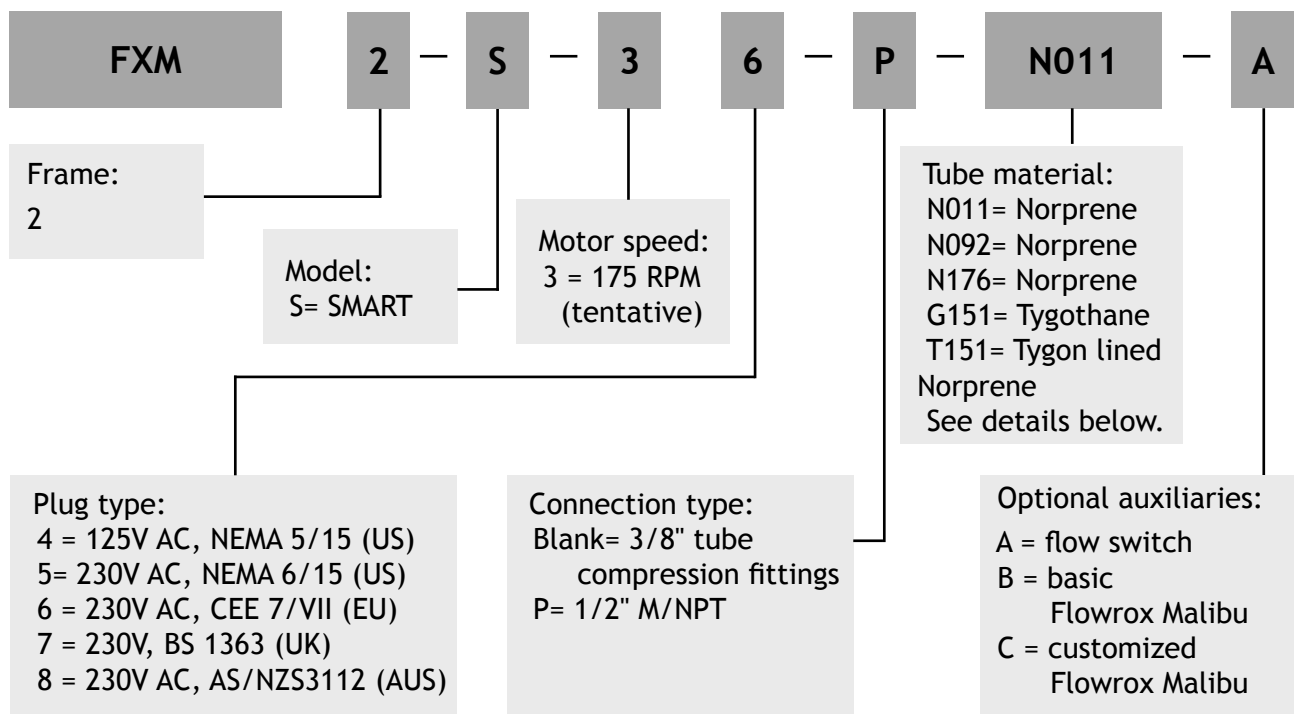 FXM 2 — S — 3 6 — P — N011 — A
Frame:
2
Model:
S= SMART
Motor speed:
3 = 175 RPM
(tentative)
Tube material:
N011= Norprene
N092= Norprene
N176= Norprene
G151= Tygothane
T151= Tygon lined
Norprene
See details below.
Plug type:
4 = 125V AC, NEMA 5/15 (US)
5= 230V AC, NEMA 6/15 (US)
6 = 230V AC, CEE 7/VII (EU)
7 = 230V, BS 1363 (UK)
8 = 230V AC, AS/NZS3112 (AUS)
Connection type:
Blank= 3/8" tube
compression fittings
P= 1/2" M/NPT
Optional auxiliaries:
A = flow switch
B = basic
Flowrox Malibu
C = customized
Flowrox Malibu